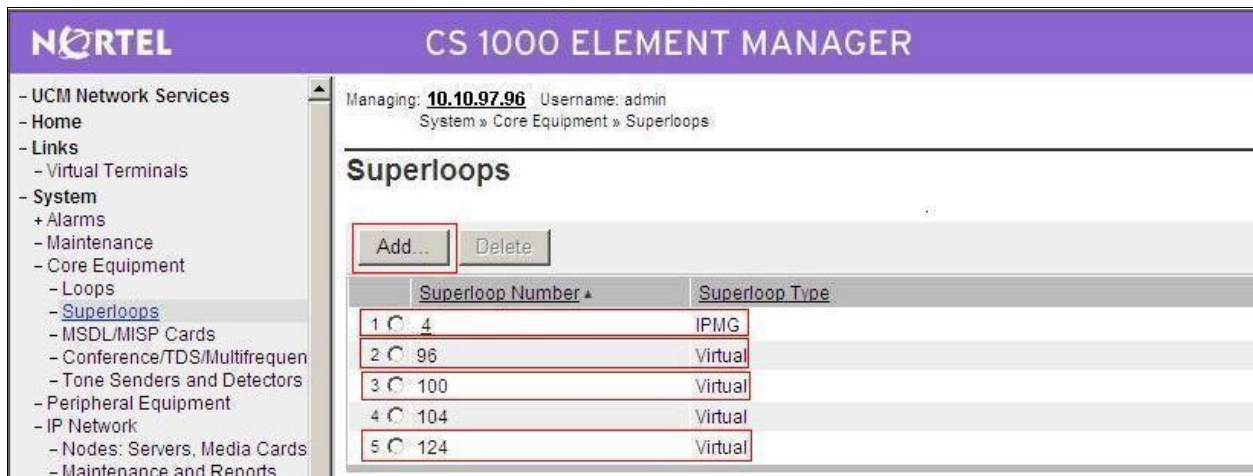 NORTEL
CS 1000 ELEMENT MANAGER
- UCM Network Services
- Home
- Links
- Virtual Terminals
- System
+ Alarms
- Maintenance
- Core Equipment
- Loops
- Superloops
- MSDL/MISP Cards
- Conference/TDS/Multifrequen
- Tone Senders and Detectors
- Peripheral Equipment
- IP Network
- Nodes: Servers, Media Cards
- Maintenance and Reports
Managing: 10.10.97.96 Username: admin
System » Core Equipment » Superloops
Superloops
Add... Delete
Superloop Number Superloop Type
1 4 IPMG
2 96 Virtual
3 100 Virtual
4 104 Virtual
5 124 Virtual